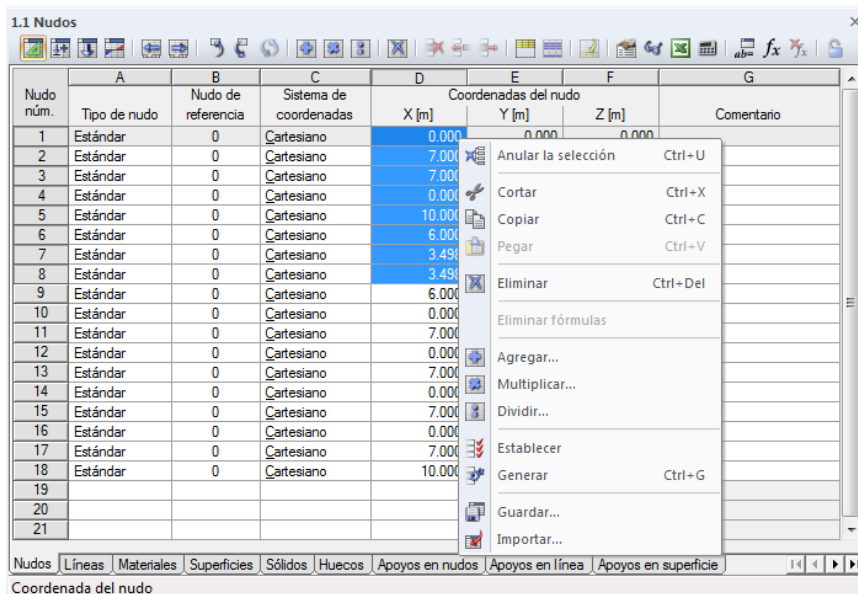 1.1 Nudos
A B C D E F G
Nudo núm. Tipo de nudo Nudo de referencia Sistema de coordenadas Coordenadas del nudo X [m] Y [m] Z [m] Comentario
1 Estándar 0 Cartesiano 0.000 0.000 0.000
2 Estándar 0 Cartesiano 7.000
3 Estándar 0 Cartesiano 7.000
4 Estándar 0 Cartesiano 0.000
5 Estándar 0 Cartesiano 10.000
6 Estándar 0 Cartesiano 6.000
7 Estándar 0 Cartesiano 3.498
8 Estándar 0 Cartesiano 3.498
9 Estándar 0 Cartesiano 6.000
10 Estándar 0 Cartesiano 0.000
11 Estándar 0 Cartesiano 7.000
12 Estándar 0 Cartesiano 0.000
13 Estándar 0 Cartesiano 7.000
14 Estándar 0 Cartesiano 0.000
15 Estándar 0 Cartesiano 7.000
16 Estándar 0 Cartesiano 0.000
17 Estándar 0 Cartesiano 7.000
18 Estándar 0 Cartesiano 10.000
19
20
21
Anular la selección Ctrl+U
Cortar Ctrl+X
Copiar Ctrl+C
Pegar Ctrl+V
Eliminar Ctrl+Del
Eliminar fórmulas
Agregar...
Multiplicar...
Dividir...
Establecer
Generar Ctrl+G
Guardar...
Importar...
Nudos Líneas Materiales Superficies Sólidos Huecos Apoyos en nudos Apoyos en línea Apoyos en superficie
Coordenada del nudo